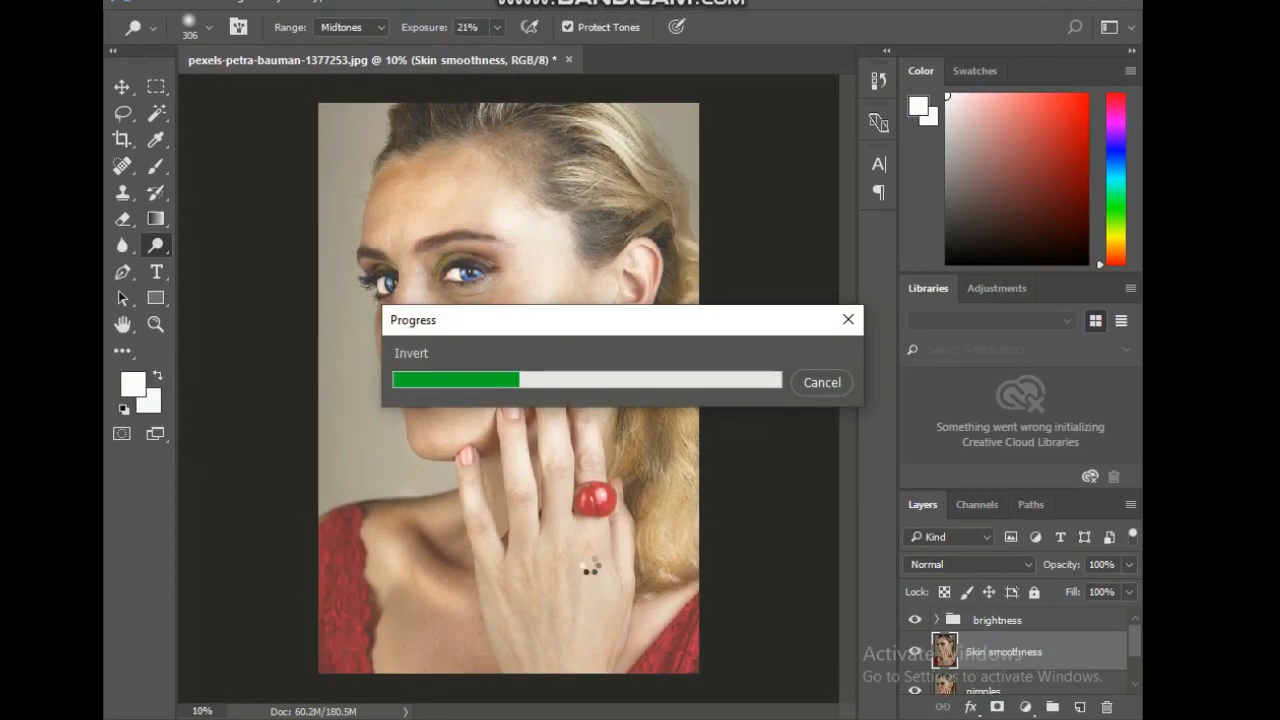 WWW.BANDICAM.COM
306
Range: Midtones Exposure: 21% Protect Tones
pexels-petra-bauman-1377253.jpg @ 10% (Skin smoothness, RGB/8) *
Color Swatches
Libraries Adjustments
Progress
Invert
Cancel
Search Adobe Stock
Something went wrong initializing
Creative Cloud Libraries
Layers Channels Paths
Kind
Normal Opacity: 100%
Lock: Fill: 100%
brightness
Skin smoothness
pimples
Activate Windows
Go to Settings to activate Windows.
10% Doc: 60.2M/180.5M